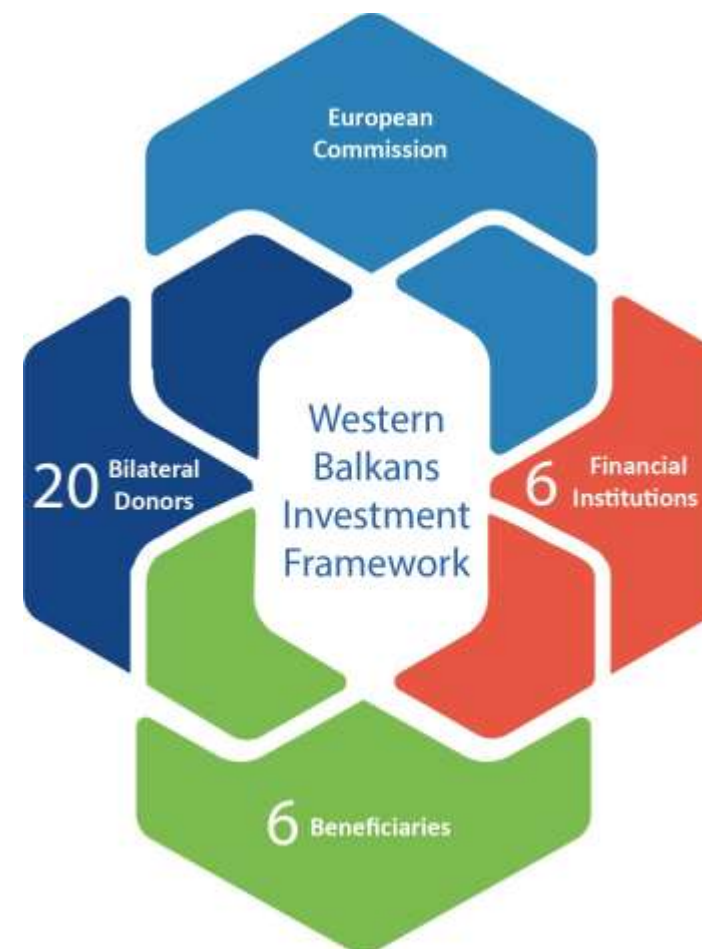 European
Commission
Western
Balkans
Investment
Framework
20 Bilateral
Donors
6 Financial
Institutions
6 Beneficiaries